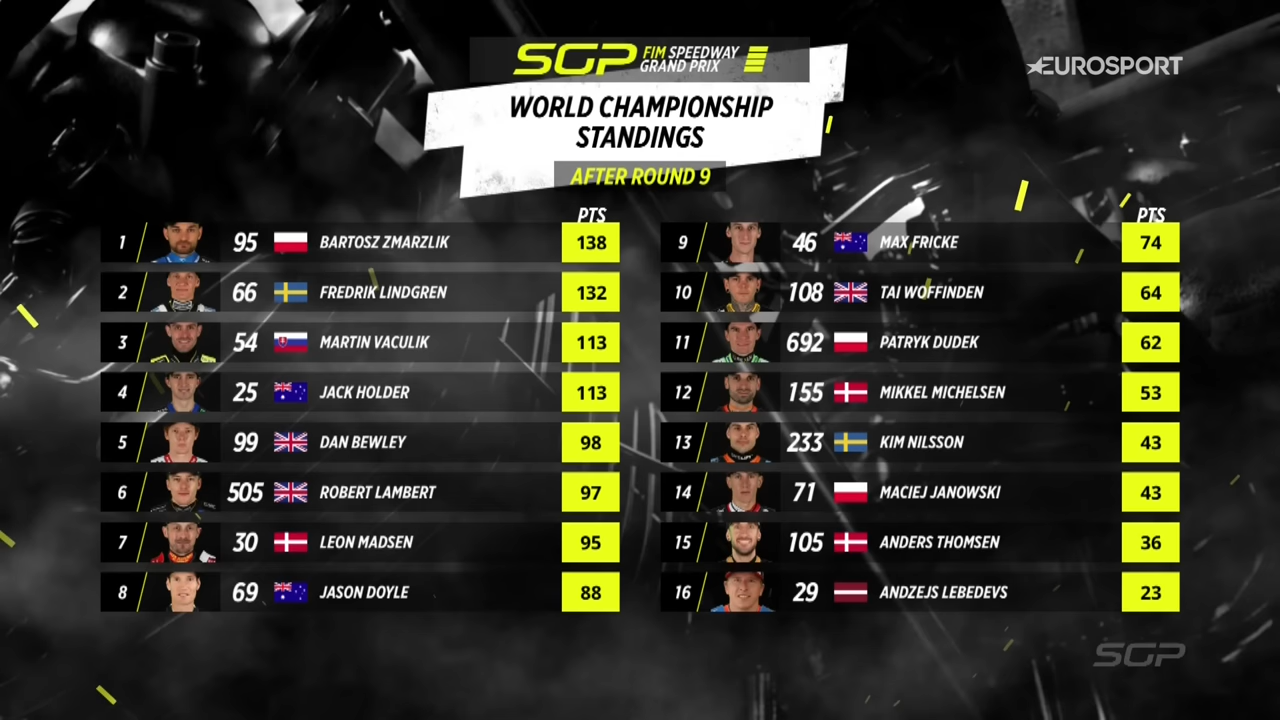 SGP FIM SPEEDWAY
GRAND PRIX
EUROSPORT
WORLD CHAMPIONSHIP
STANDINGS
AFTER ROUND 9
PTS
1 95 BARTOSZ ZMARZLIK 138
2 66 FREDRIK LINDGREN 132
3 54 MARTIN VACULIK 113
4 25 JACK HOLDER 113
5 99 DAN BEWLEY 98
6 505 ROBERT LAMBERT 97
7 30 LEON MADSEN 95
8 69 JASON DOYLE 88
PTS
9 46 MAX FRICKE 74
10 108 TAI WOFFINDEN 64
11 692 PATRYK DUDEK 62
12 155 MIKKEL MICHELSEN 53
13 233 KIM NILSSON 43
14 71 MACIEJ JANOWSKI 43
15 105 ANDERS THOMSEN 36
16 29 ANDZEJS LEBEDEVS 23
SGP